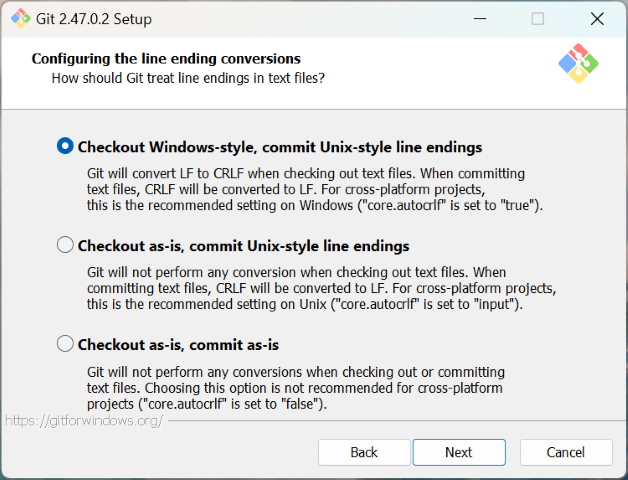 Git 2.47.0.2 Setup
Configuring the line ending conversions
How should Git treat line endings in text files?
Checkout Windows-style, commit Unix-style line endings
Git will convert LF to CRLF when checking out text files. When committing
text files, CRLF will be converted to LF. For cross-platform projects,
this is the recommended setting on Windows ("core.autocrlf" is set to "true").
Checkout as-is, commit Unix-style line endings
Git will not perform any conversion when checking out text files. When
committing text files, CRLF will be converted to LF. For cross-platform projects,
this is the recommended setting on Unix ("core.autocrlf" is set to "input").
Checkout as-is, commit as-is
Git will not perform any conversions when checking out or committing
text files. Choosing this option is not recommended for cross-platform
projects ("core.autocrlf" is set to "false").
https://gitforwindows.org/
Back Next Cancel